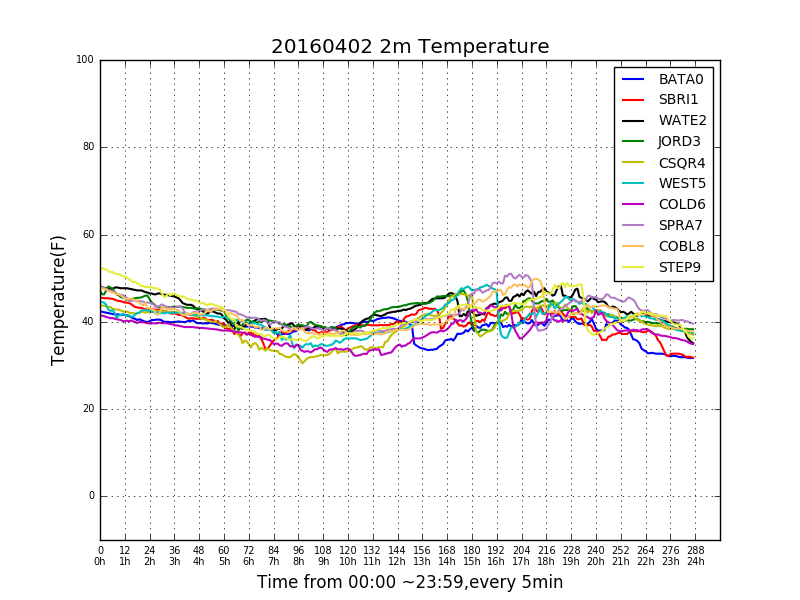 20160402 2m Temperature
100
80
60
40
20
0
Temperature(F)
BATA0
SBRI1
WATE2
JORD3
CSQR4
WEST5
COLD6
SPRA7
COBL8
STEP9
0 12 24 36 48 60 72 84 96 108 120 132 144 156 168 180 192 204 216 228 240 252 264 276 288
0h 1h 2h 3h 4h 5h 6h 7h 8h 9h 10h 11h 12h 13h 14h 15h 16h 17h 18h 19h 20h 21h 22h 23h 24h
Time from 00:00 ~23:59,every 5min